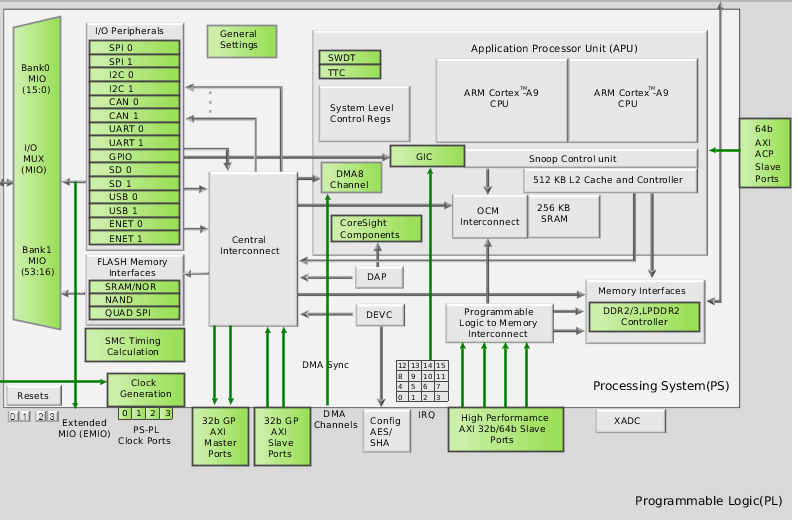 I/O Peripherals
SPI 0
SPI 1
I2C 0
I2C 1
CAN 0
CAN 1
UART 0
UART 1
GPIO
SD 0
SD 1
USB 0
USB 1
ENET 0
ENET 1
Bank0
MIO
(15:0)
I/O
MUX
(MIO)
Bank1
MIO
(53:16)
FLASH Memory
Interfaces
SRAM/NOR
NAND
QUAD SPI
SMC Timing
Calculation
Clock
Generation
Resets
0 1 2 3
Extended
MIO (EMIO)
0 1 2 3
PS-PL
Clock Ports
General
Settings
Application Processor Unit (APU)
SWDT
TTC
System Level
Control Regs
ARM Cortex™-A9
CPU
ARM Cortex™-A9
CPU
GIC
Snoop Control unit
512 KB L2 Cache and Controller
DMA8
Channel
CoreSight
Components
OCM
Interconnect
256 KB
SRAM
64b
AXI
ACP
Slave
Ports
Central
Interconnect
DAP
DEVC
Memory Interfaces
DDR2/3,LPDDR2
Controller
Programmable
Logic to Memory
Interconnect
DMA Sync
12 13 14 15
8 9 10 11
4 5 6 7
0 1 2 3
IRQ
Processing System(PS)
32b GP
AXI
Master
Ports
32b GP
AXI
Slave
Ports
DMA
Channels
Config
AES/
SHA
High Performamce
AXI 32b/64b Slave
Ports
XADC
Programmable Logic(PL)